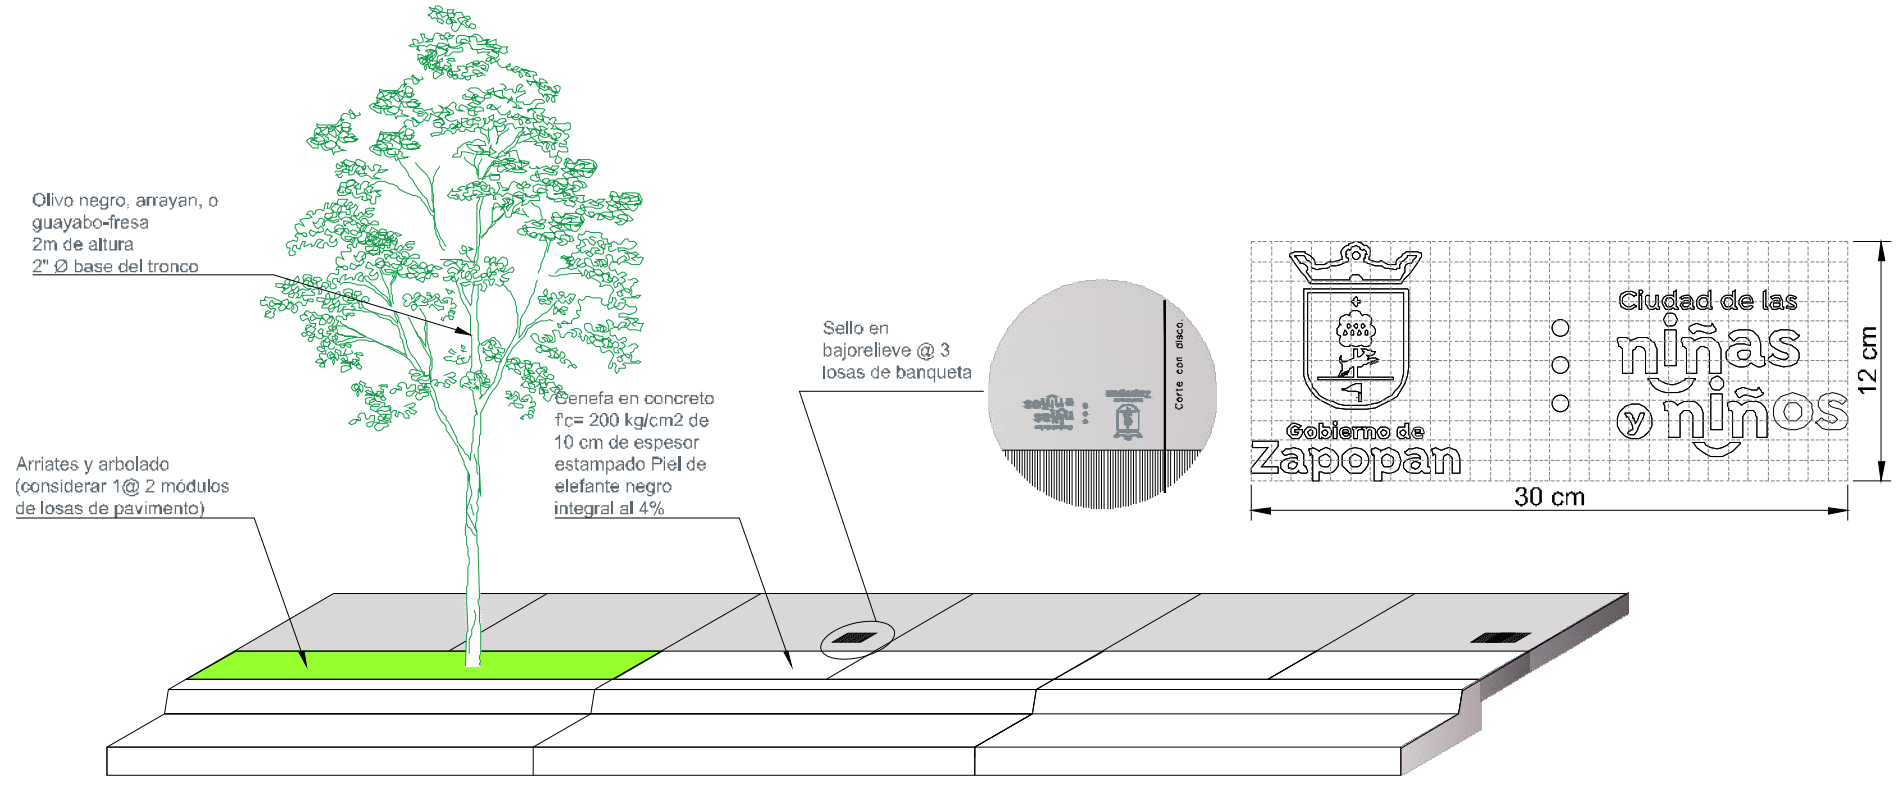 Olivo negro, arrayan, o
guayabo-fresa
2m de altura
2" Ø base del tronco
Arriates y arbolado
(considerar 1@ 2 módulos
de losas de pavimento)
Cenefa en concreto
f'c= 200 kg/cm2 de
10 cm de espesor
estampado Piel de
elefante negro
integral al 4%
Sello en
bajorelieve @ 3
losas de banqueta
Corte con disco.
Gobierno de
Zapopan
Ciudad de las
niñas
y niños
12 cm
30 cm